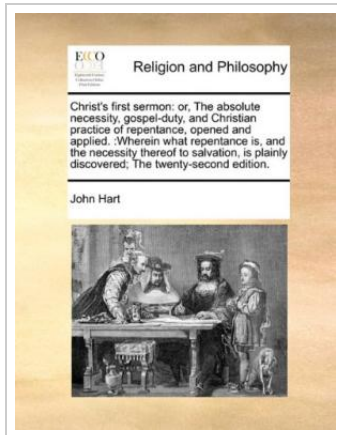 ECCO
Religion and Philosophy
Christ's first sermon: or, The absolute
necessity, gospel-duty, and Christian
practice of repentance, opened and
applied. :Wherein what repentance is, and
the necessity thereof to salvation, is plainly
discovered; The twenty-second edition.
John Hart